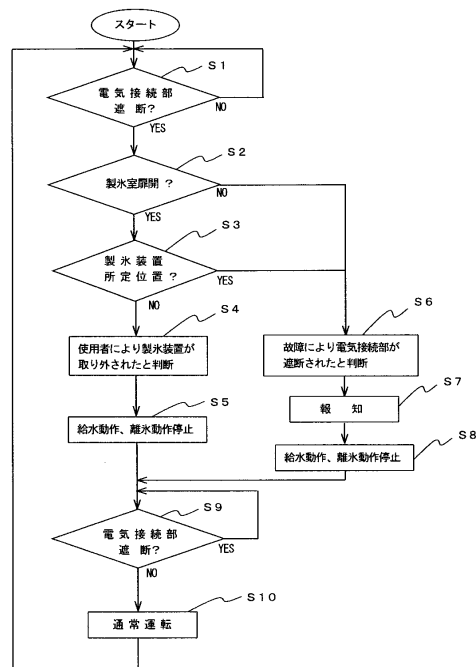 スタート
S1
電気接続部
遮断?
NO
YES
S2
製氷室扉開?
NO
YES
S3
製氷装置
所定位置?
YES
NO
S4
使用者により製氷装置が
取り外されたと判断
S6
故障により電気接続部が
遮断されたと判断
S7
報知
S5
給水動作、離氷動作停止
S8
給水動作、離氷動作停止
S9
電気接続部
遮断?
YES
NO
S10
通常運転